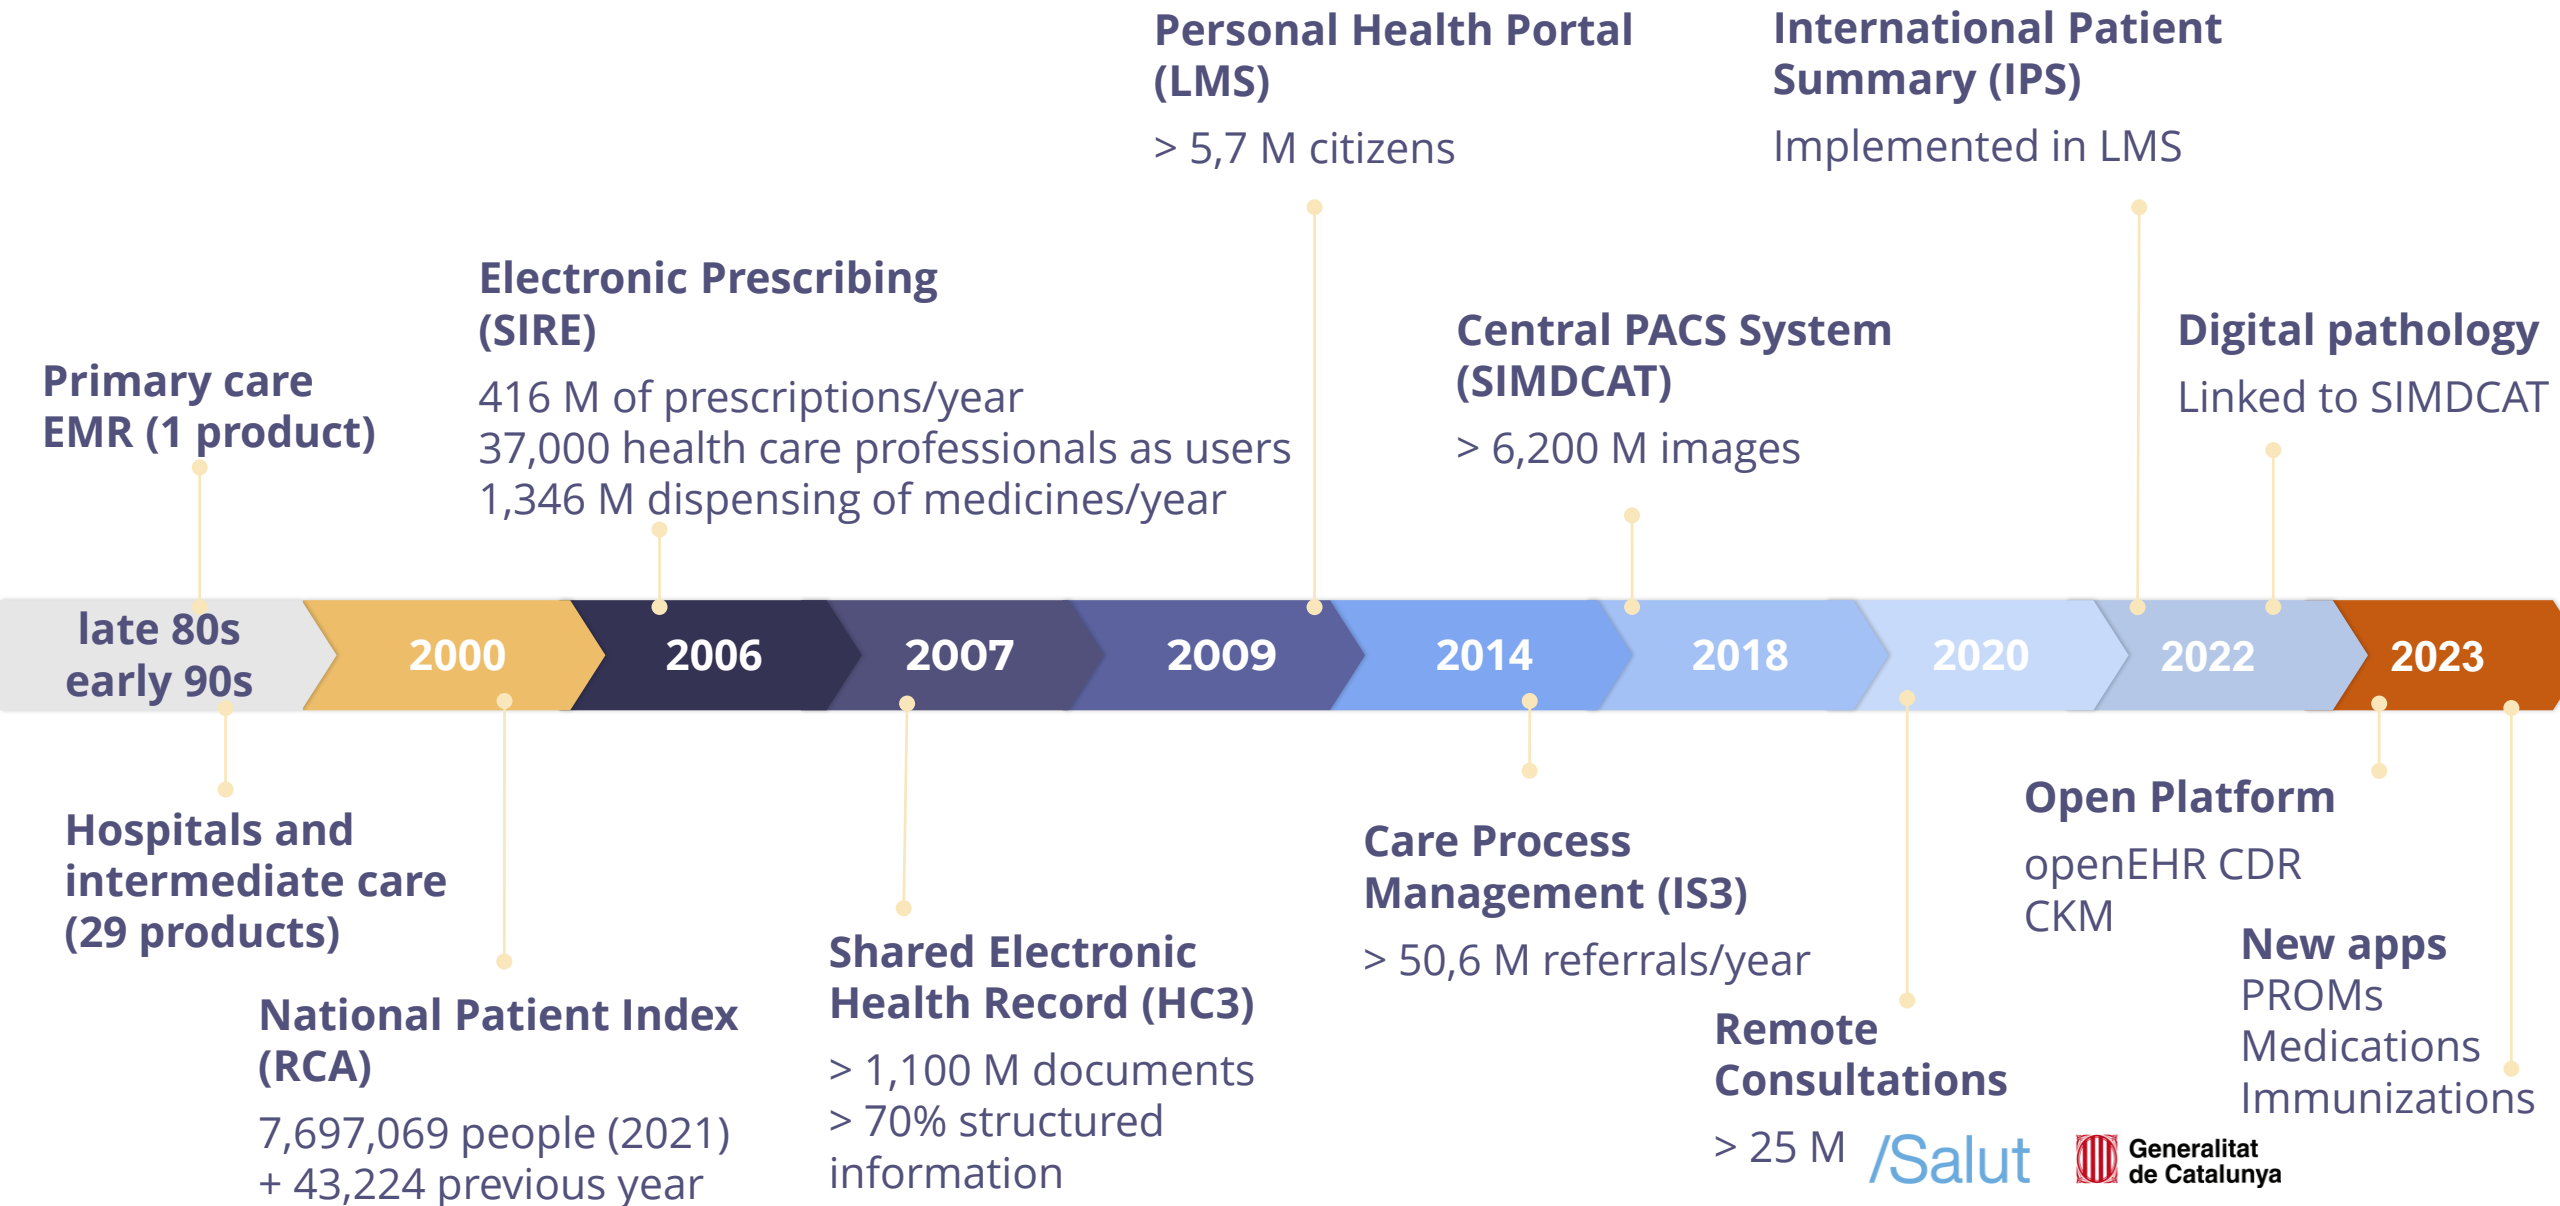 Personal Health Portal
(LMS)
> 5,7 M citizens
International Patient
Summary (IPS)
Implemented in LMS
Electronic Prescribing
(SIRE)
416 M of prescriptions/year
37,000 health care professionals as users
1,346 M dispensing of medicines/year
Central PACS System
(SIMDCAT)
> 6,200 M images
Digital pathology
Linked to SIMDCAT
Primary care
EMR (1 product)
late 80s
early 90s
2000
2006
2007
2009
2014
2018
2020
2022
2023
Hospitals and
intermediate care
(29 products)
National Patient Index
(RCA)
7,697,069 people (2021)
+ 43,224 previous year
Shared Electronic
Health Record (HC3)
> 1,100 M documents
> 70% structured
information
Care Process
Management (IS3)
> 50,6 M referrals/year
Remote
Consultations
> 25 M
Open Platform
openEHR CDR
CKM
New apps
PROMs
Medications
Immunizations
/Salut
Generalitat
de Catalunya